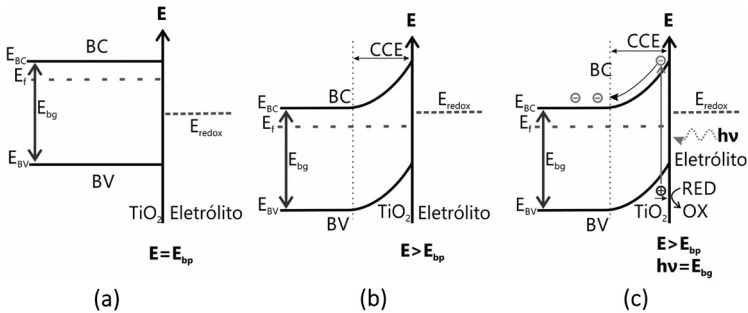 E
BC
E_BC
E_f
E_bg
E_redox
E_BV
BV
TiO₂ Eletrólito
E=E_bp
(a)
E
CCE
BC
E_BC
E_redox
E_f
E_bg
E_BV
BV
TiO₂ Eletrólito
E>E_bp
(b)
E
CCE
BC
E_BC
E_redox
E_f
hν
E_bg
Eletrólito
RED
E_BV
TiO₂
OX
BV
E>E_bp
hν=E_bg
(c)